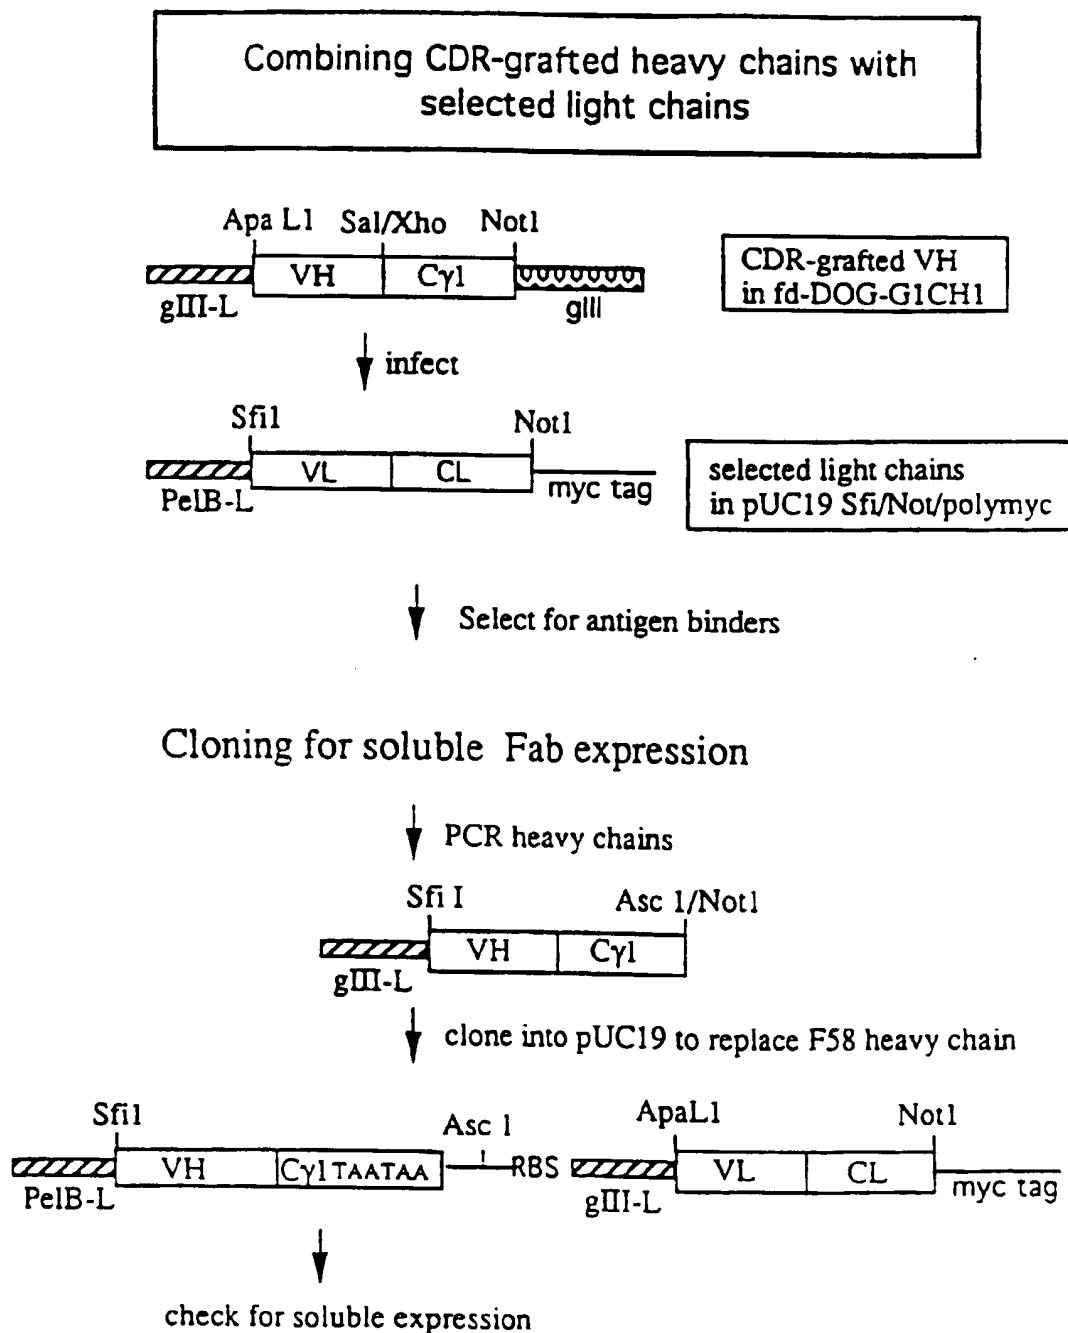 Combining CDR-grafted heavy chains with
selected light chains
Apa L1 Sal/Xho Not1
VH Cγ1
gIII-L gIII
CDR-grafted VH
in fd-DOG-G1CH1
infect
Sfi1 Not1
VL CL
PelB-L myc tag
selected light chains
in pUC19 Sfi/Not/polymyc
Select for antigen binders
Cloning for soluble Fab expression
PCR heavy chains
Sfi I Asc 1/Not1
VH Cγ1
gIII-L
clone into pUC19 to replace F58 heavy chain
Sfi1 Asc 1 ApaL1 Not1
VH Cγ1 TAATAA RBS VL CL
PelB-L gIII-L myc tag
check for soluble expression